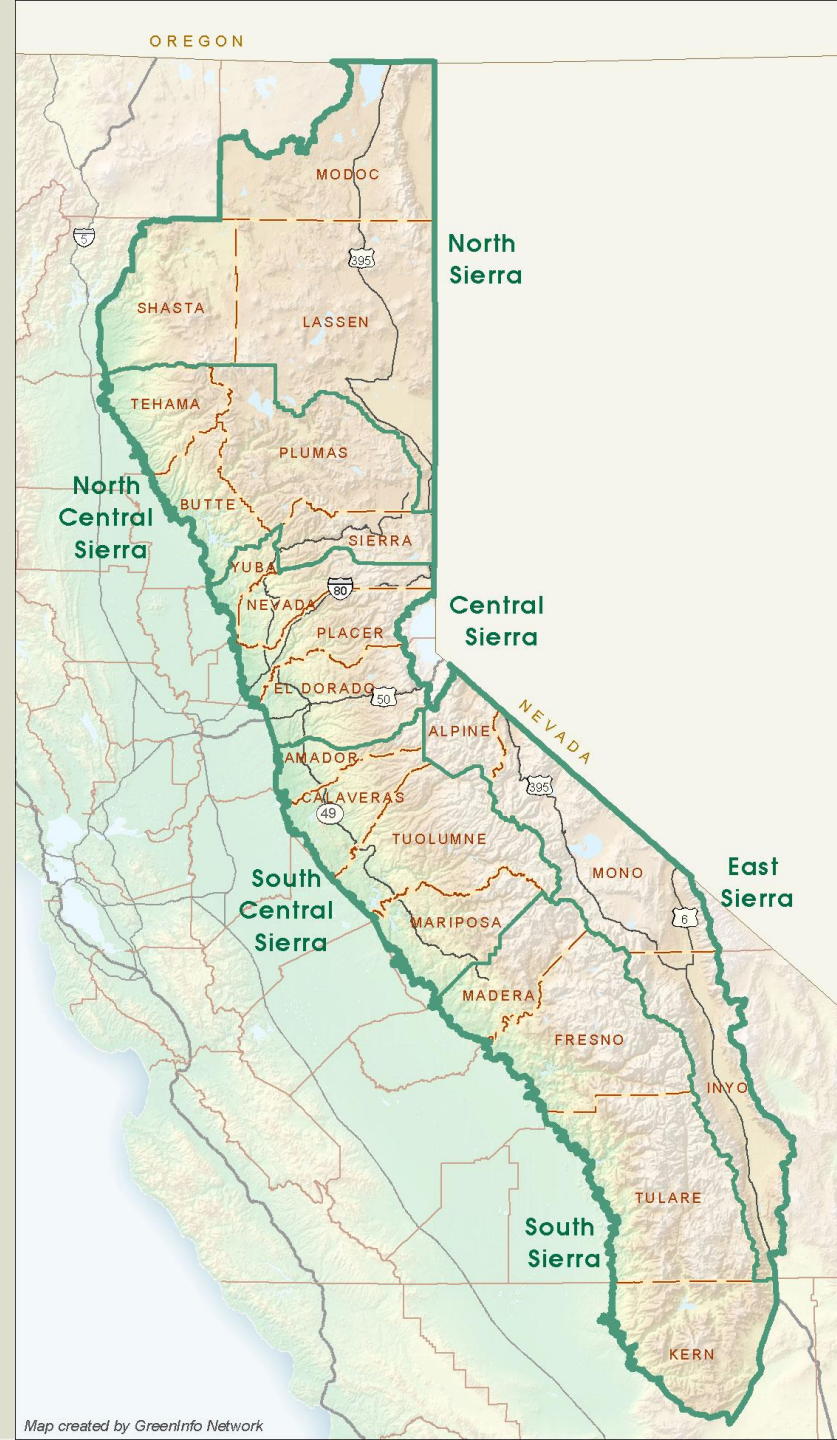 OREGON
MODOC
5
North
Sierra
395
SHASTA
LASSEN
TEHAMA
PLUMAS
North
Central
Sierra
BUTTE
SIERRA
YUBA
80
NEVADA
Central
Sierra
PLACER
EL DORADO
50
NEVADA
ALPINE
AMADOR
395
CALAVERAS
49
TUOLUMNE
MONO
East
Sierra
South
Central
Sierra
6
MARIPOSA
MADERA
FRESNO
INYO
TULARE
South
Sierra
KERN
Map created by GreenInfo Network